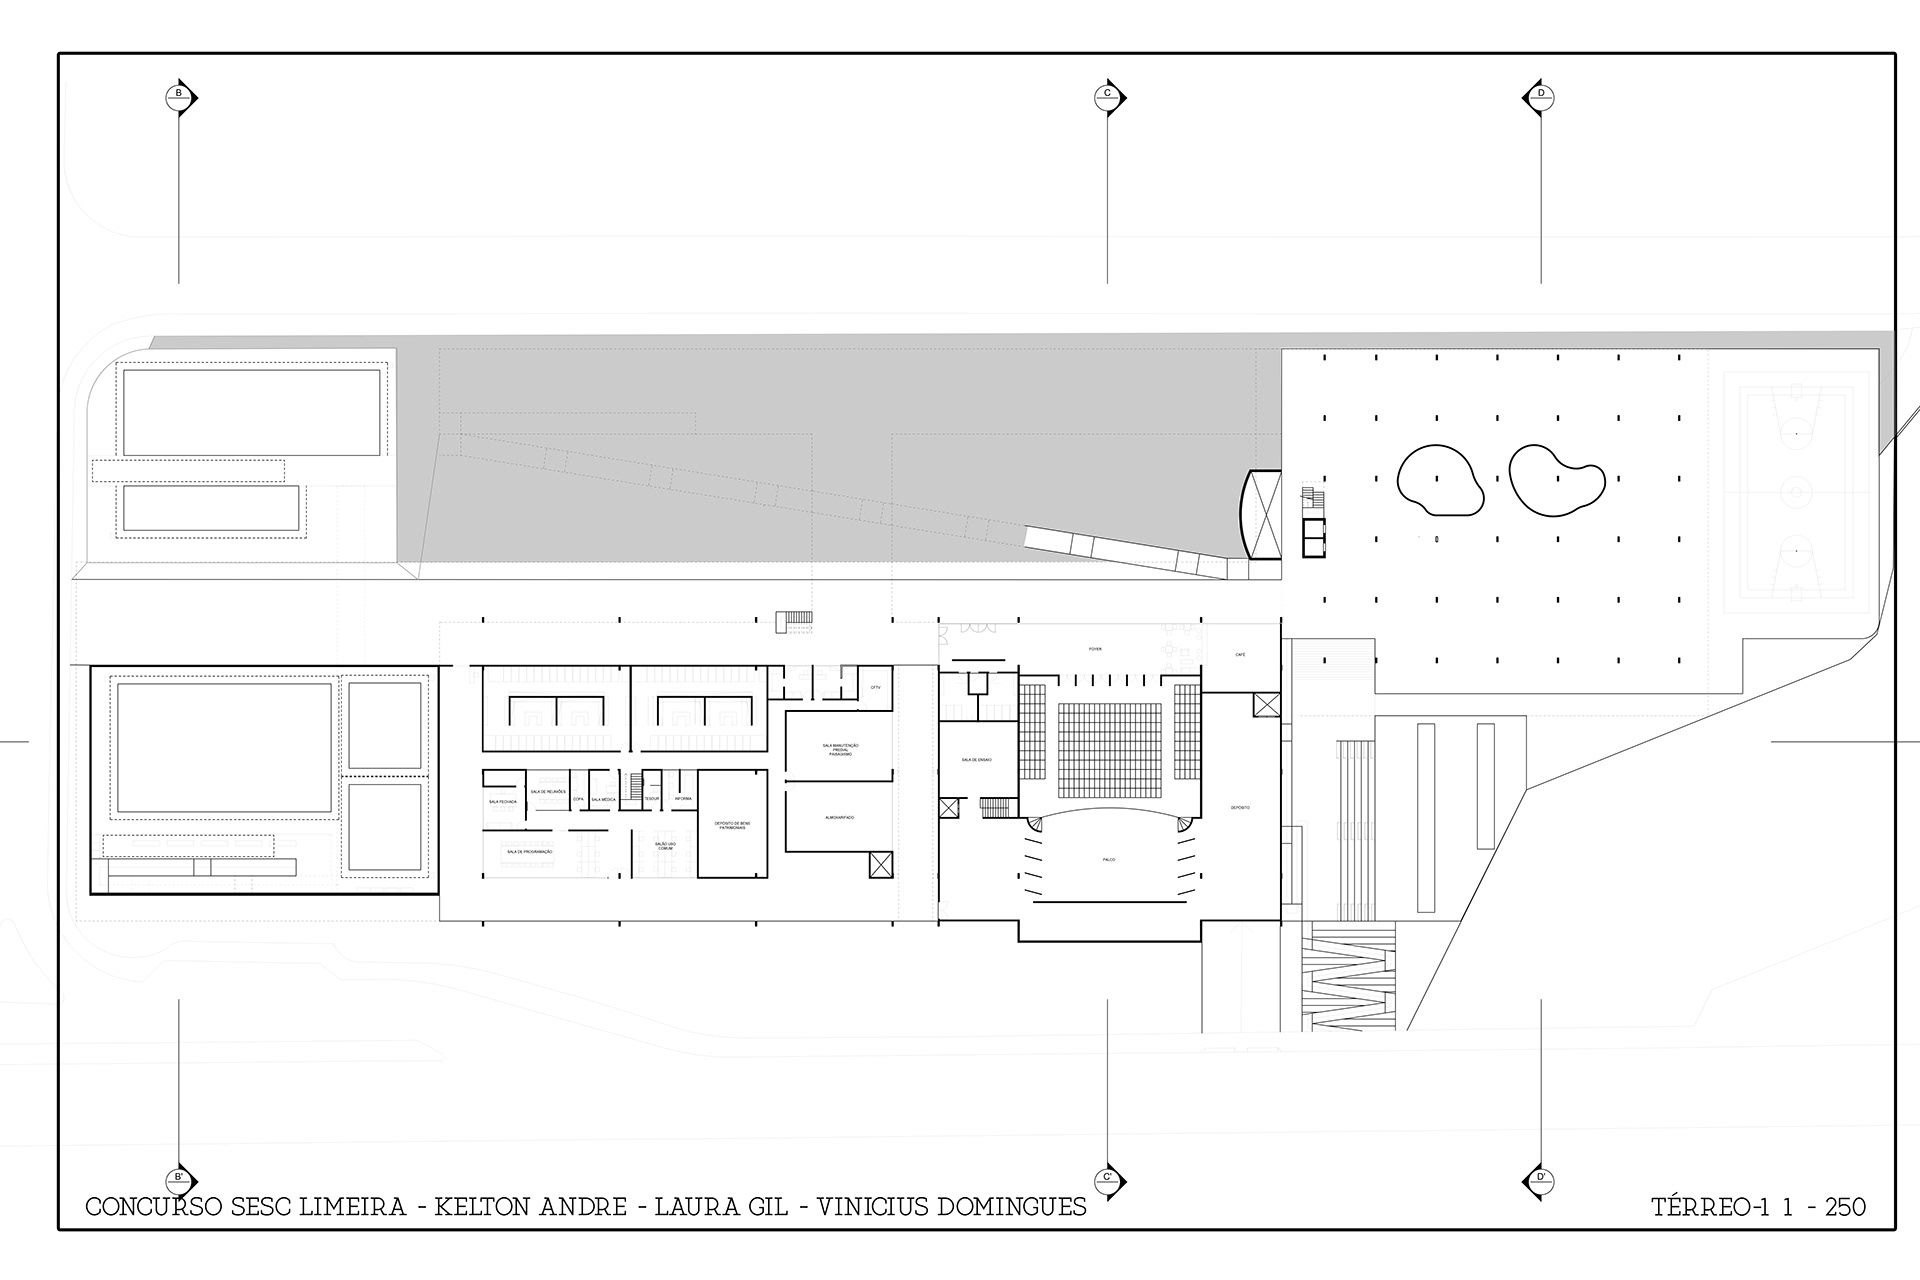 B
C
D
FOYER
CAFÉ
CFTV
SALA MANUTENÇÃO
PREDIAL
PARAGISMO
SALA DE ENSAIO
SALA FECHADA
SALA DE REUNIÕES
COPA
SALA MÉDICA
TESOUR
INFORMA
DEPÓSITO DE BENS
PATRIMONIAIS
ALMOXARIFADO
DEPÓSITO
SALÃO USO
COMUM
SALA DE PROGRAMAÇÃO
PALCO
B'
C'
D'
CONCURSO SESC LIMEIRA - KELTON ANDRE - LAURA GIL - VINICIUS DOMINGUES
TÉRREO-1 1 - 250